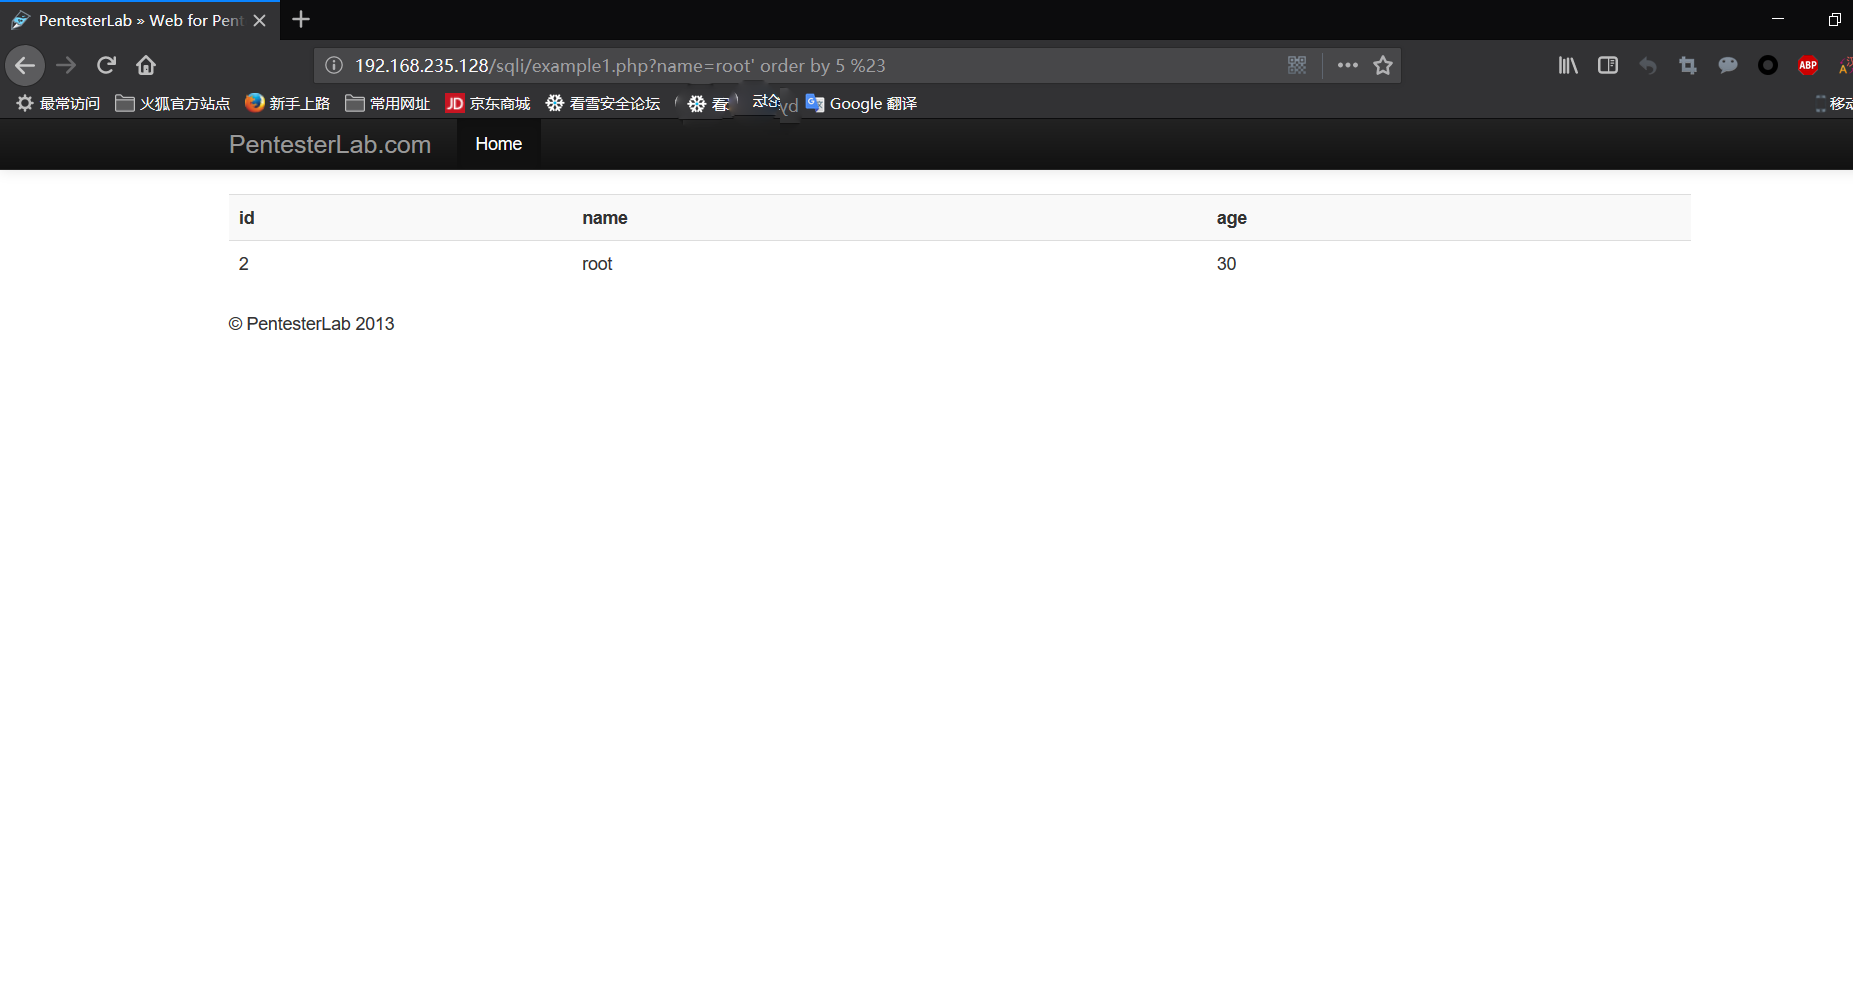 PentesterLab » Web for Pent
192.168.235.128/sqli/example1.php?name=root' order by 5 %23
ABP
最常访问 火狐官方站点 新手上路 常用网址 JD 京东商城 看雪安全论坛 看 Google 翻译 移动
PentesterLab.com Home
id name age
2 root 30
© PentesterLab 2013